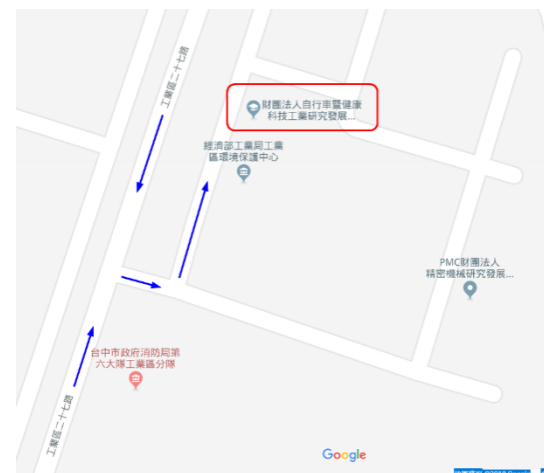 工業區二十七路
財團法人自行車暨健康
科技工業研究發展...
經濟部工業局工業
區環境保護中心
PMC財團法人
精密機械研究發展...
台中市政府消防局第
六大隊工業區分隊
工業區二十七路
Google